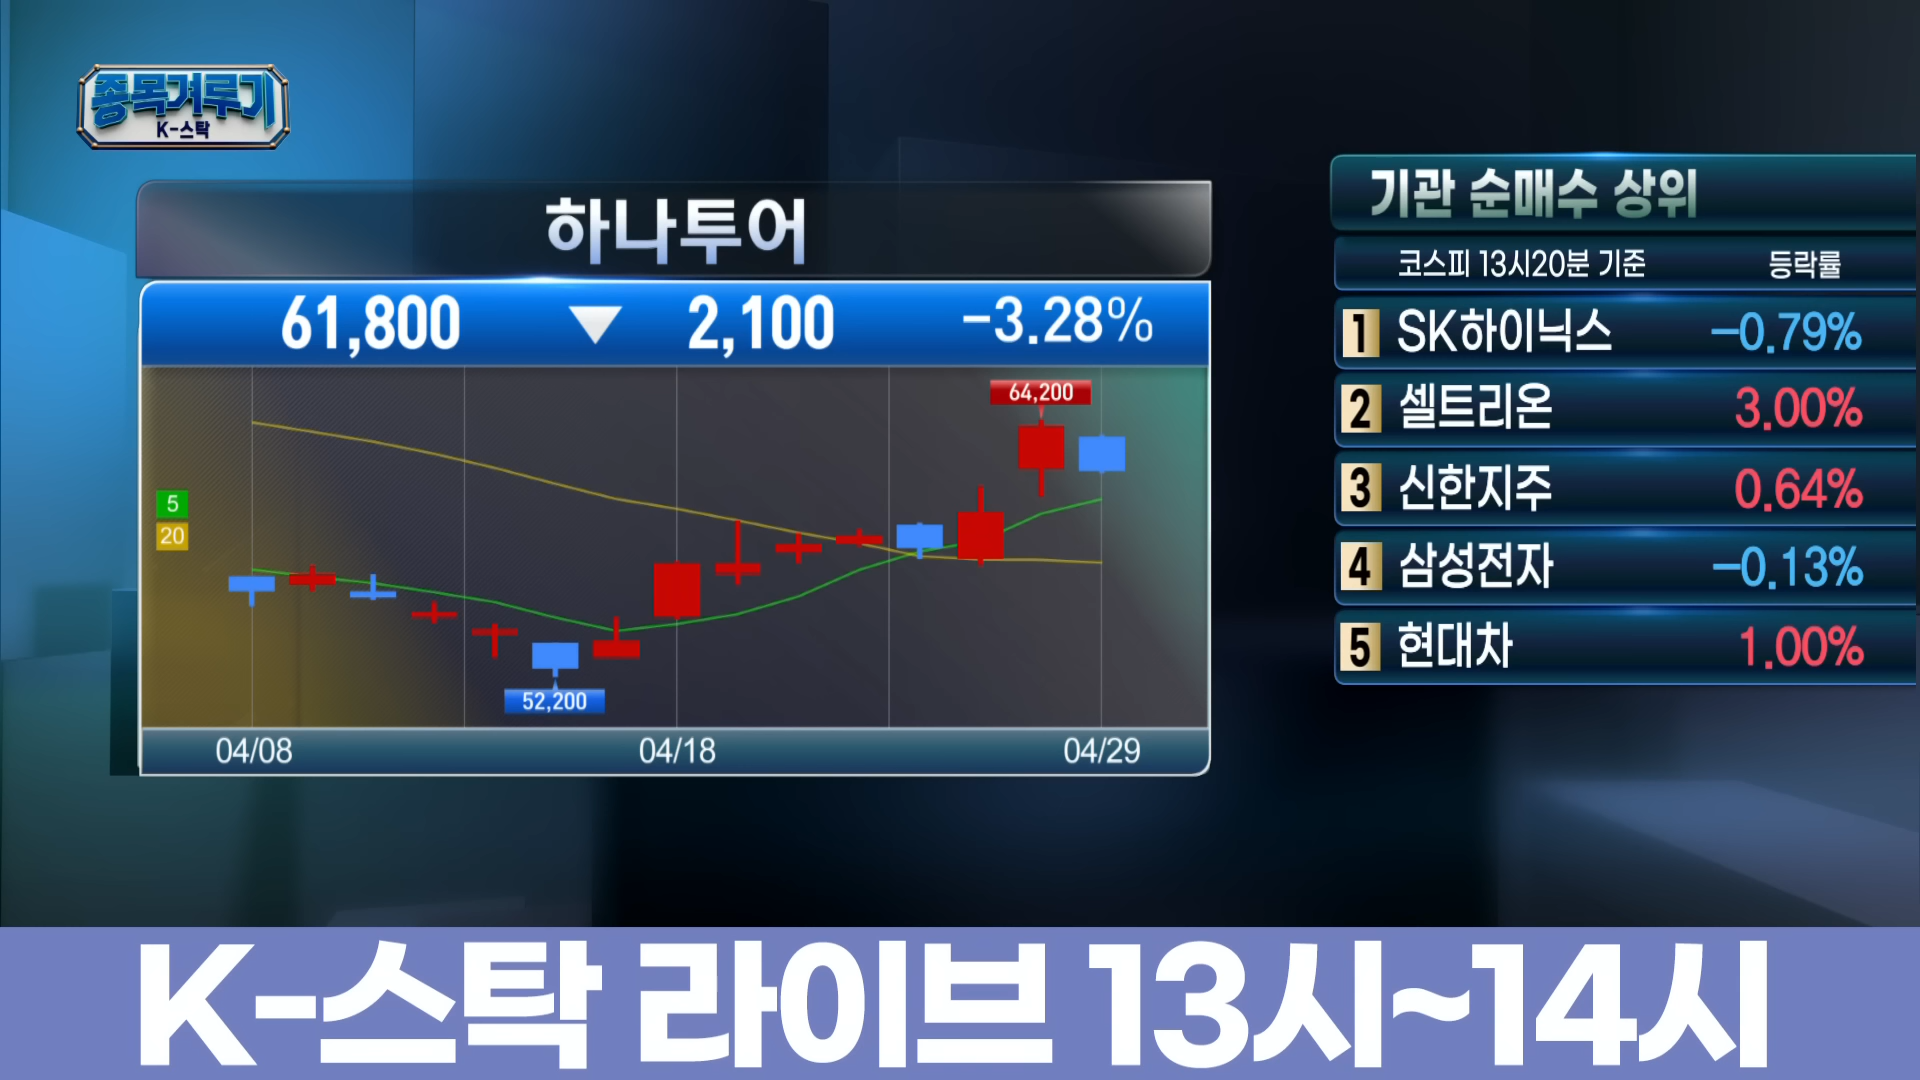 종목겨루기
K-스탁
하나투어
61,800 ▼ 2,100 -3.28%
64,200
5
20
52,200
04/08 04/18 04/29
기관 순매수 상위
코스피 13시20분 기준 등락률
1 SK하이닉스 -0.79%
2 셀트리온 3.00%
3 신한지주 0.64%
4 삼성전자 -0.13%
5 현대차 1.00%
K-스탁 라이브 13시~14시